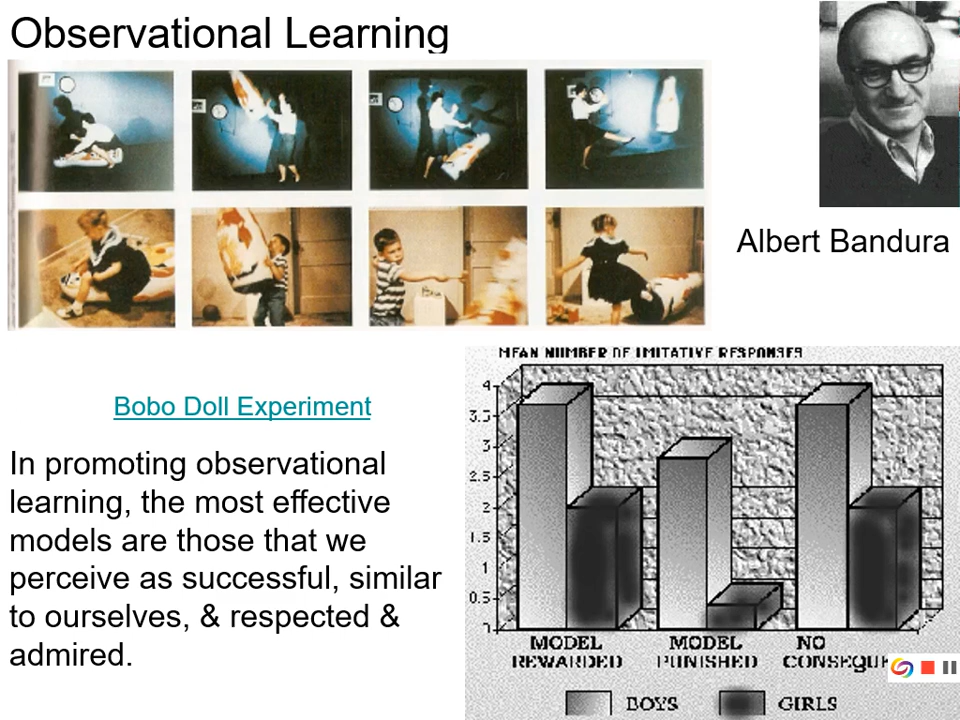 Observational Learning
Albert Bandura
Bobo Doll Experiment
In promoting observational
learning, the most effective
models are those that we
perceive as successful, similar
to ourselves, & respected &
admired.
MEAN NUMBER OF IMITATIVE RESPONSES
4
3.5
3
2.5
2
1.5
1
0.5
MODEL
REWARDED
MODEL
PUNISHED
NO
CONSEQUE
BOYS
GIRLS